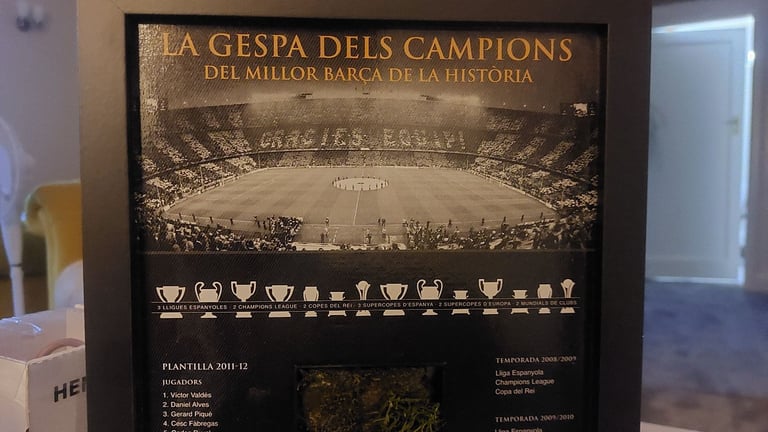 LA GESPA DELS CAMPIONS
DEL MILLOR BARÇA DE LA HISTÒRIA
GRÀCIES EQUIP!
3 LLIGUES ESPANYOLES · 2 CHAMPIONS LEAGUE · 2 COPES DEL REI · 3 SUPERCOPES D'ESPANYA · 2 SUPERCOPES D'EUROPA · 2 MUNDIALS DE CLUBS
PLANTILLA 2011-12
JUGADORS
1. Víctor Valdés
2. Daniel Alves
3. Gerard Piqué
4. Cesc Fàbregas
TEMPORADA 2008/2009
Lliga Espanyola
Champions League
Copa del Rei
TEMPORADA 2009/2010
Lliga Espanyola
HE